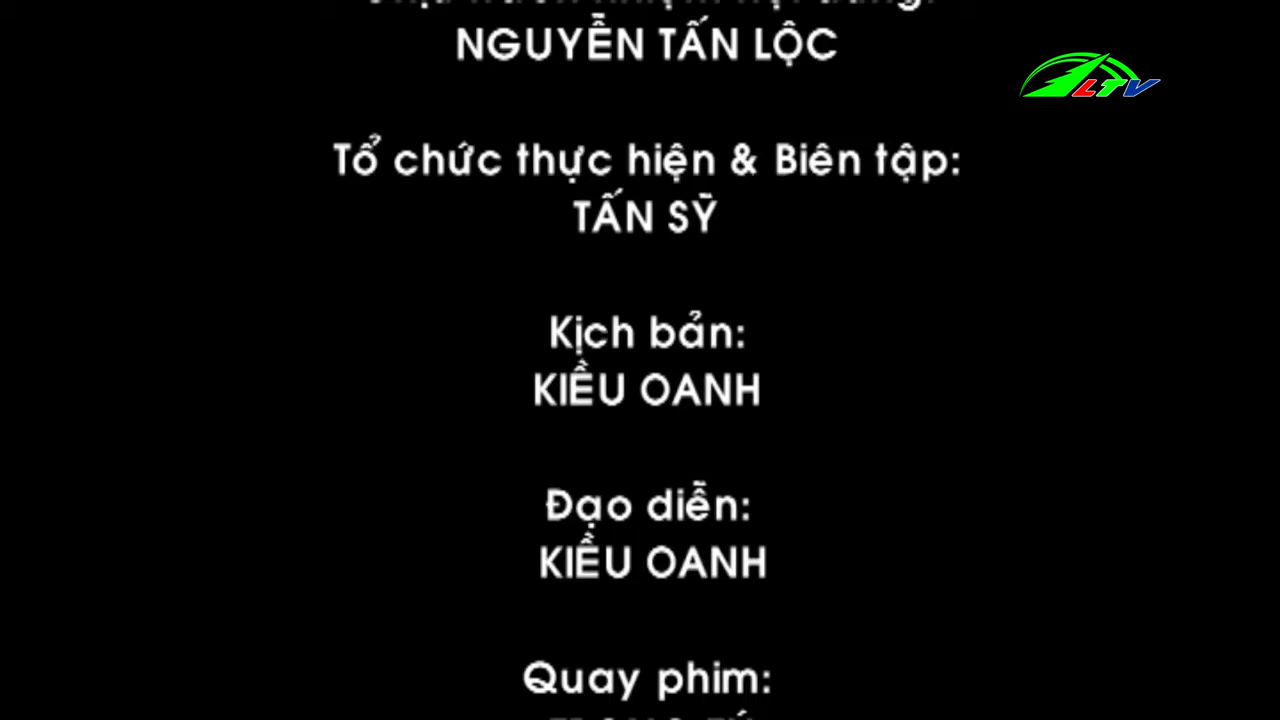 NGUYỄN TẤN LỘC
LTV
Tổ chức thực hiện & Biên tập:
TẤN SỸ
Kịch bản:
KIỀU OANH
Đạo diễn:
KIỀU OANH
Quay phim: